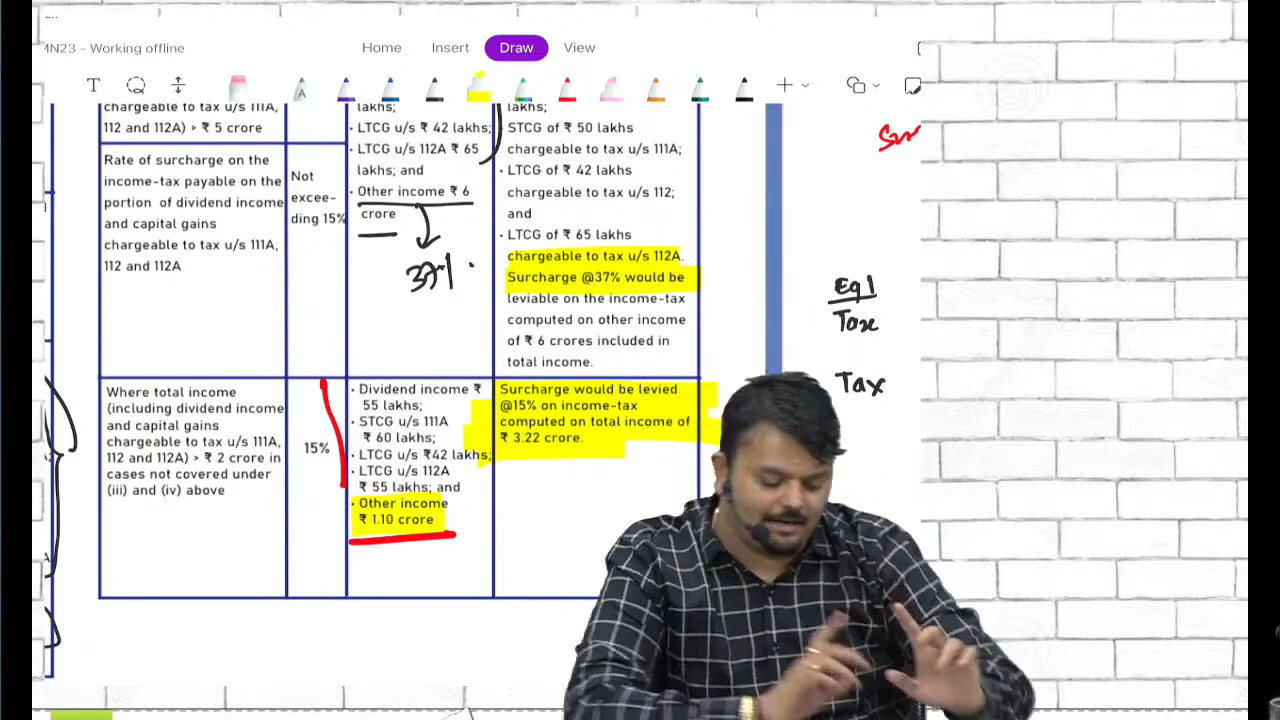 MN23 - Working offline
Home Insert Draw View
chargeable to tax u/s 111A,
112 and 112A) > ₹ 5 crore
Rate of surcharge on the
income-tax payable on the
portion of dividend income
and capital gains
chargeable to tax u/s 111A,
112 and 112A
Not
excee-
ding 15%
lakhs;
· LTCG u/s ₹ 42 lakhs;
· LTCG u/s 112A ₹ 65
lakhs; and
· Other income ₹ 6
crore
37%
lakhs;
STCG of ₹ 50 lakhs
chargeable to tax u/s 111A;
· LTCG of ₹ 42 lakhs
chargeable to tax u/s 112;
and
· LTCG of ₹ 65 lakhs
chargeable to tax u/s 112A.
Surcharge @37% would be
leviable on the income-tax
computed on other income
of ₹ 6 crores included in
total income.
Where total income
(including dividend income
and capital gains
chargeable to tax u/s 111A,
112 and 112A) > ₹ 2 crore in
cases not covered under
(iii) and (iv) above
15%
· Dividend income ₹
55 lakhs;
· STCG u/s 111A
₹ 60 lakhs;
· LTCG u/s ₹42 lakhs;
· LTCG u/s 112A
₹ 55 lakhs; and
· Other income
₹ 1.10 crore
Surcharge would be levied
@15% on income-tax
computed on total income of
₹ 3.22 crore.
Eq1
Tax
Tax